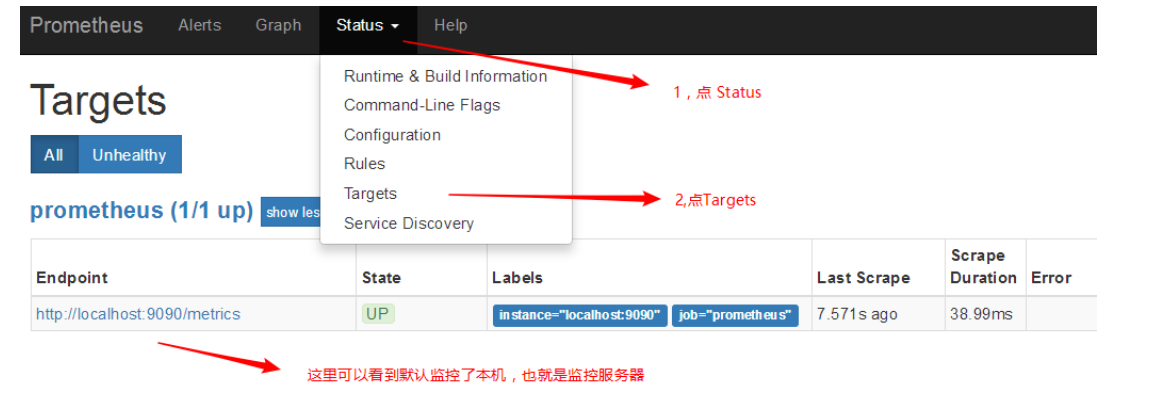 Prometheus Alerts Graph Status Help
Runtime & Build Information
1，点 Status
Targets
Command-Line Flags
Configuration
All Unhealthy
Rules
Targets
2,点Targets
prometheus (1/1 up) show les
Service Discovery
Endpoint State Labels Last Scrape Scrape Duration Error
http://localhost:9090/metrics UP instance="localhost:9090" job="prometheus" 7.571s ago 38.99ms
这里可以看到默认监控了本机，也就是监控服务器